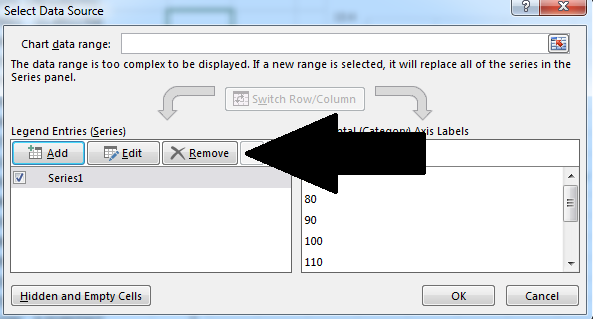 Select Data Source
?
Chart data range:
The data range is too complex to be displayed. If a new range is selected, it will replace all of the series in the
Series panel.
Switch Row/Column
Legend Entries (Series)
(Category) Axis Labels
Add Edit Remove
Series1
80
90
100
110
Hidden and Empty Cells OK Cancel